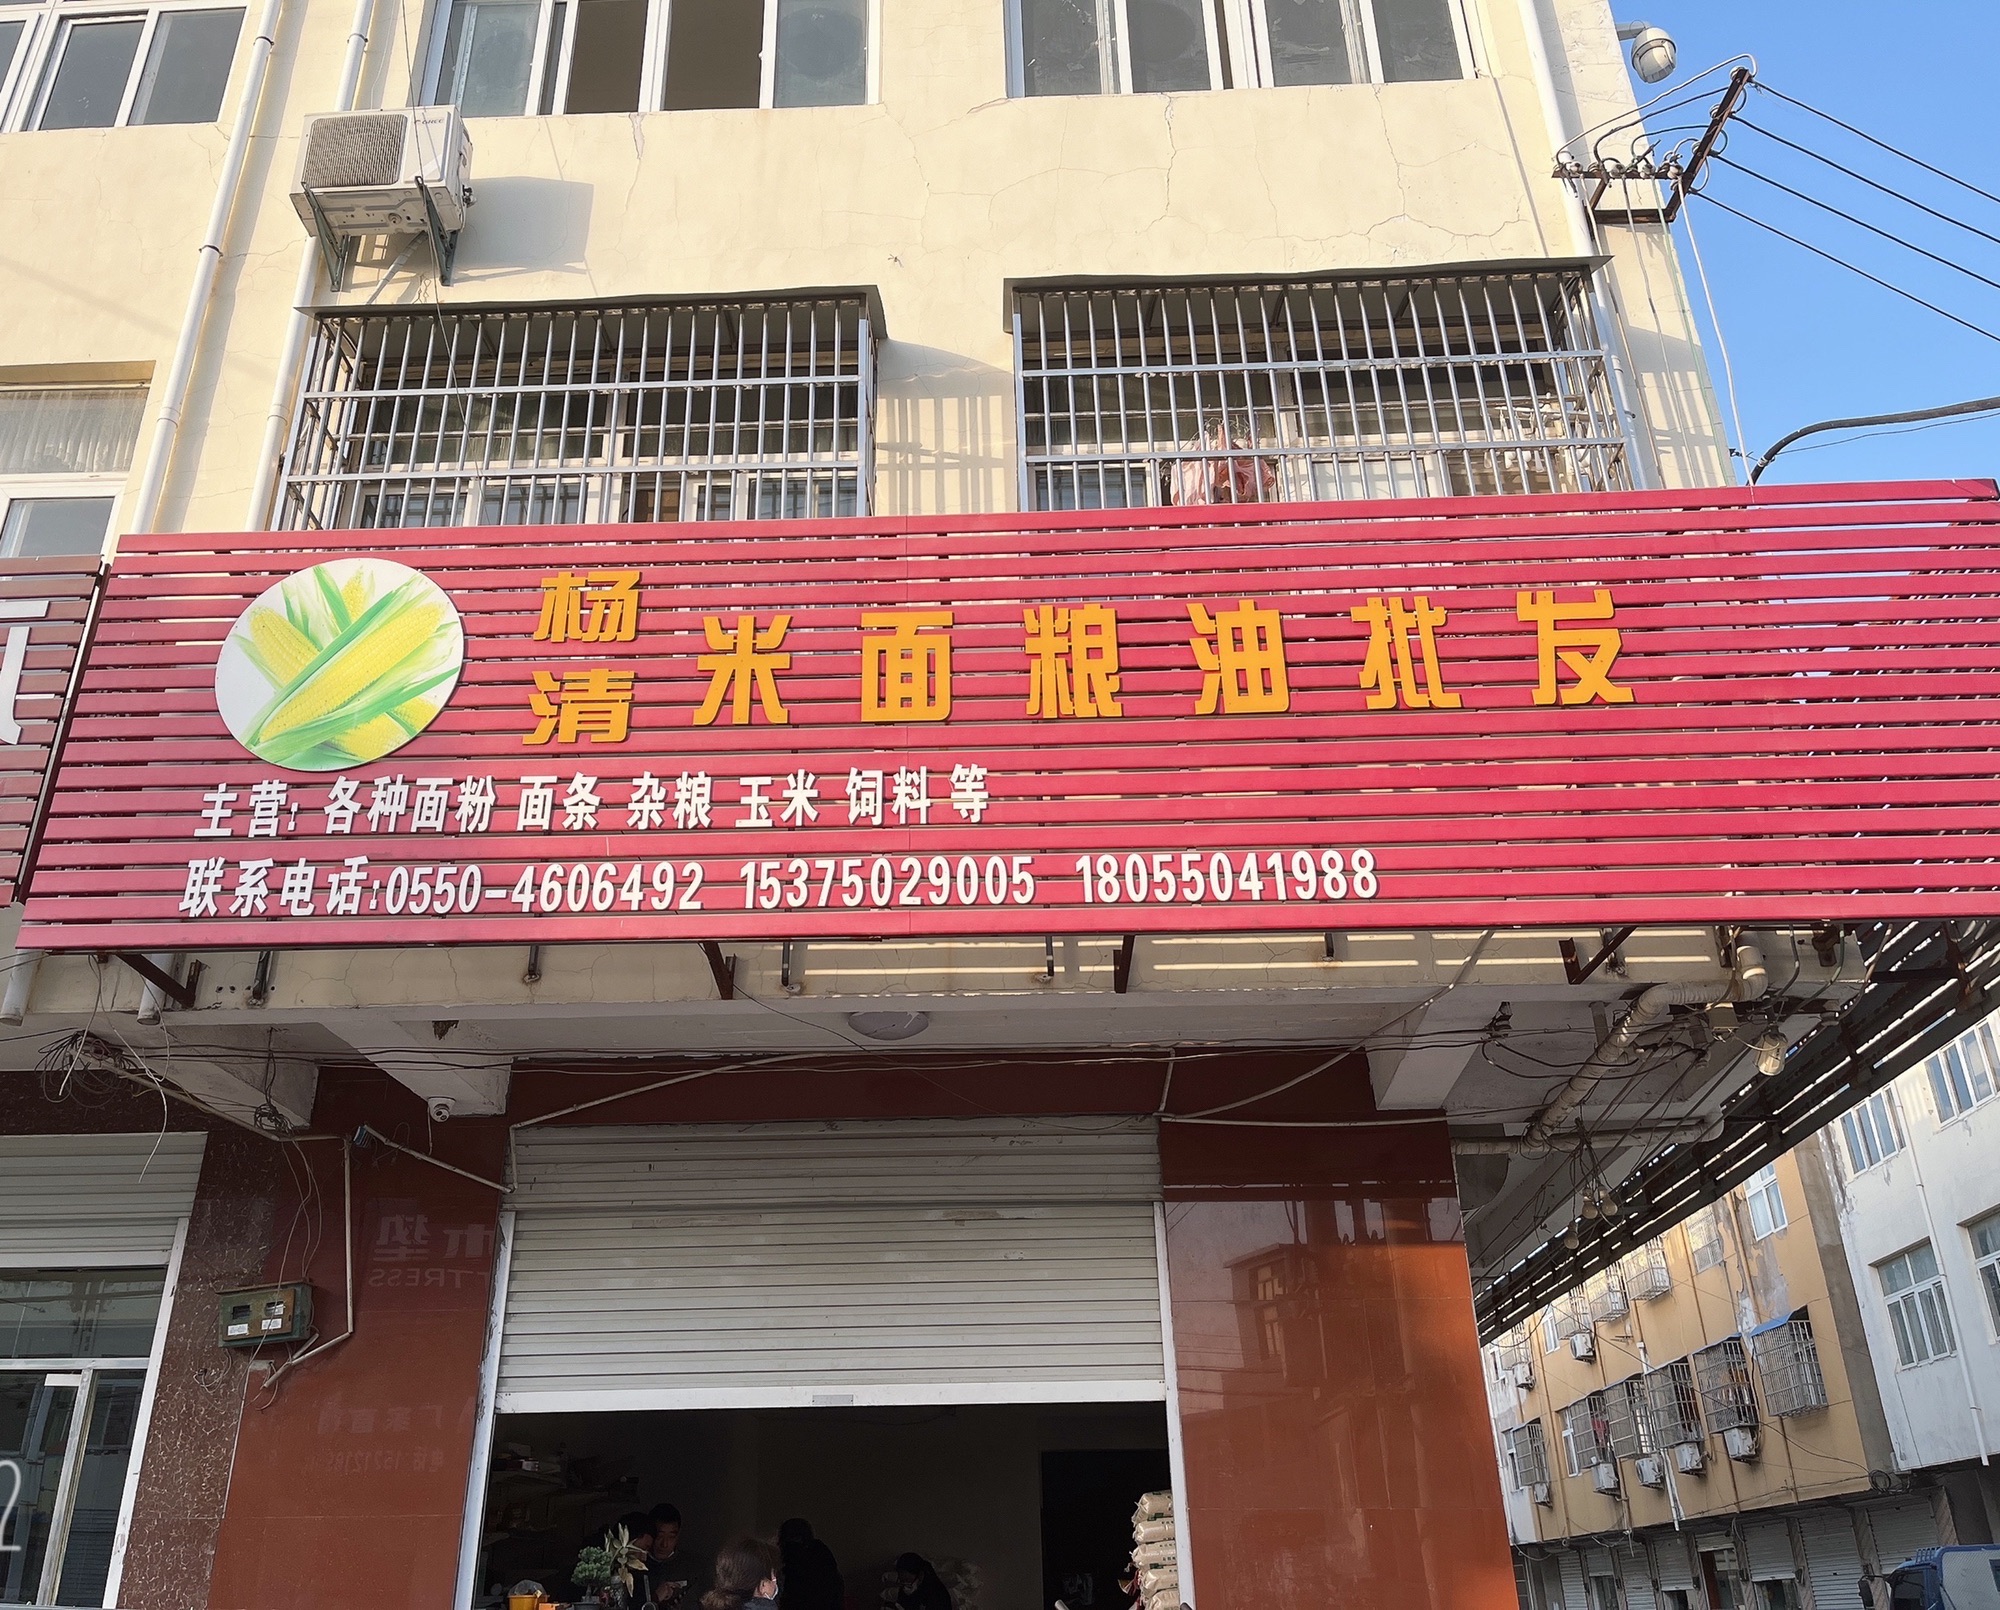 杨清米面粮油批发
主营: 各种面粉 面条 杂粮 玉米 饲料 等
联系电话:0550-4606492 15375029005 18055041988
GREE